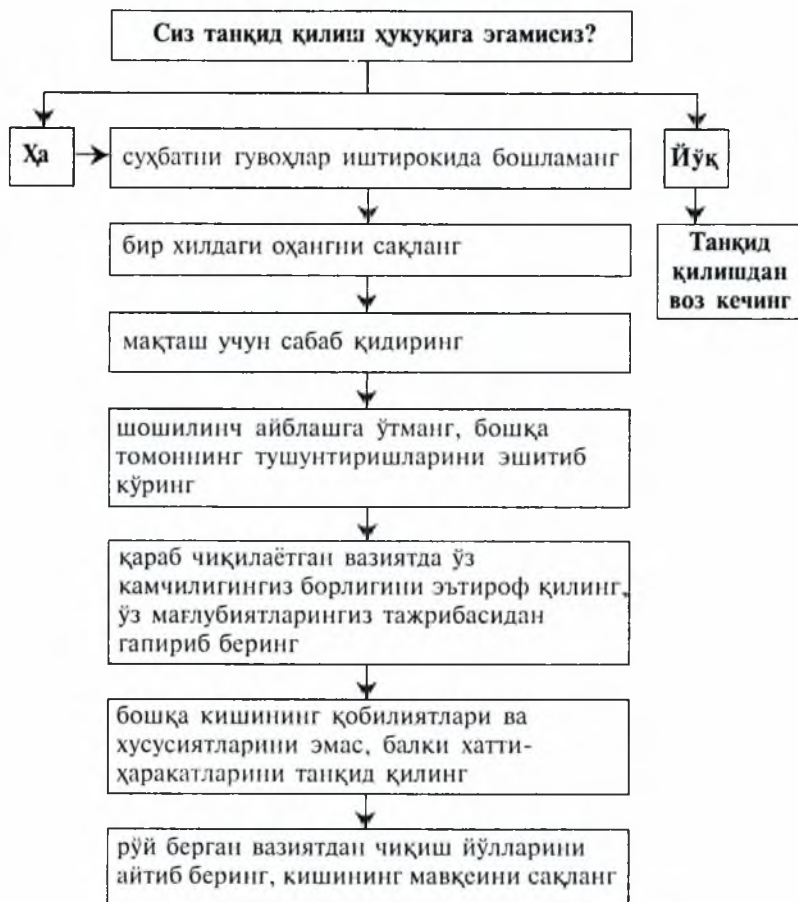 Сиз танқид қилиш ҳукуқига эгамисиз?
Ҳа
суҳбатни гувоҳлар иштирокида бошламанг
Йўқ
бир хилдаги оҳангни сақланг
Танқид
қилишдан
воз кечинг
мақташ учун сабаб қидиринг
шошилинч айблашга ўтманг, бошқа
томоннинг тушунтиришларини эшитиб
кўринг
қараб чиқилаётган вазиятда ўз
камчилигингиз борлигини эътироф қилинг,
ўз мағлубиятларингиз тажрибасидан
гапириб беринг
бошқа кишининг қобилиятлари ва
хусусиятларини эмас, балки хатти-
ҳаракатларини танқид қилинг
рўй берган вазиятдан чиқиш йўлларини
айтиб беринг, кишининг мавқеини сақланг